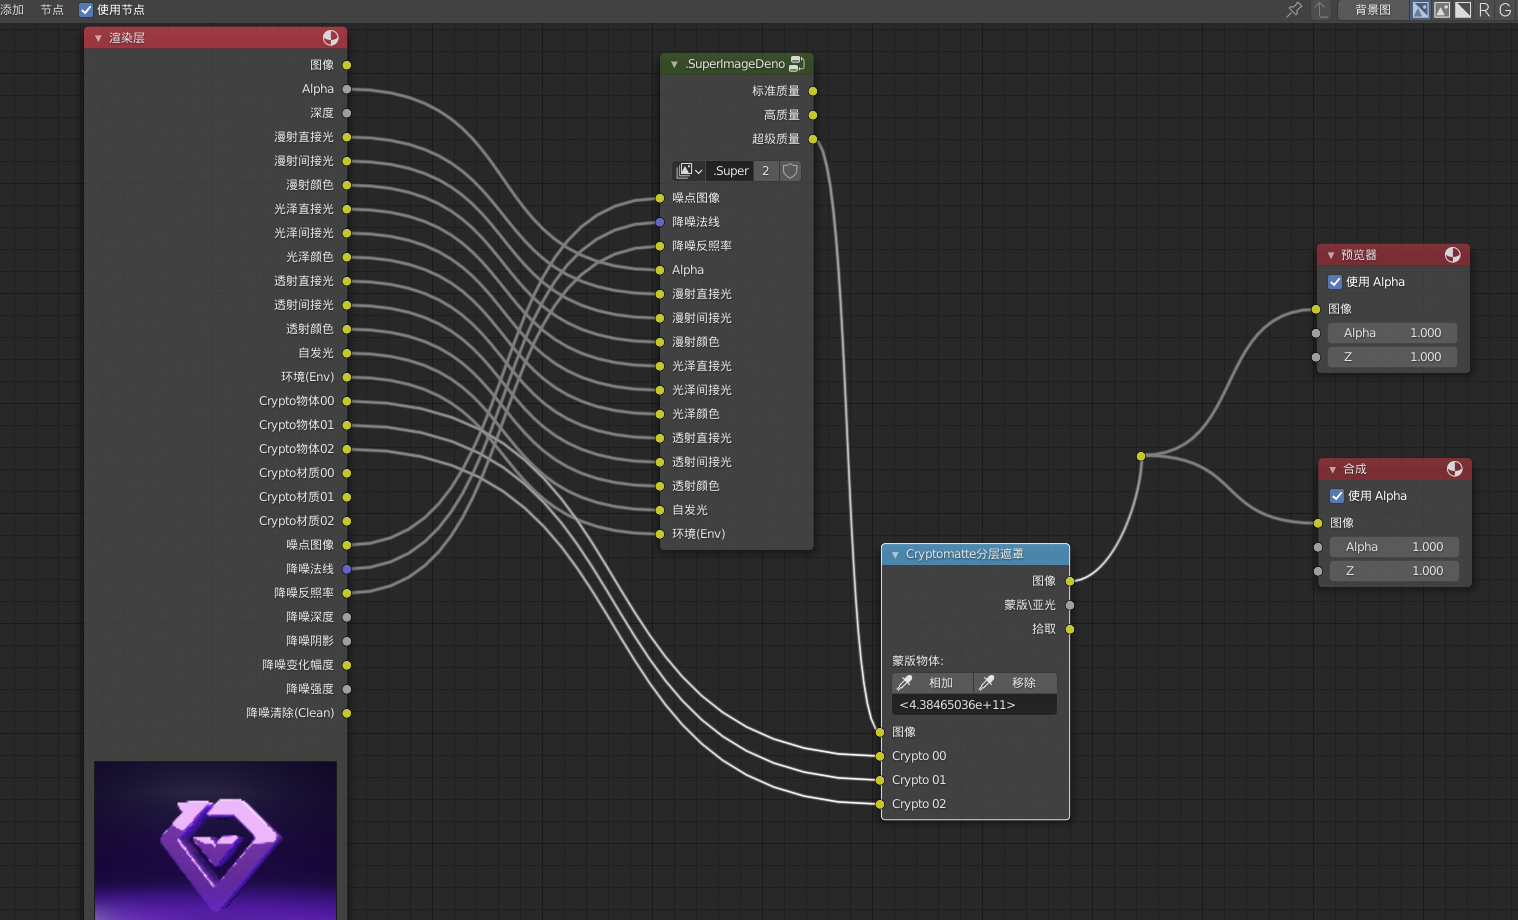 添加 节点 使用节点
背景图 R G
渲染层
图像
Alpha
深度
漫射直接光
漫射间接光
漫射颜色
光泽直接光
光泽间接光
光泽颜色
透射直接光
透射间接光
透射颜色
自发光
环境(Env)
Crypto物体00
Crypto物体01
Crypto物体02
Crypto材质00
Crypto材质01
Crypto材质02
噪点图像
降噪法线
降噪反照率
降噪深度
降噪阴影
降噪变化幅度
降噪强度
降噪清除(Clean)
.SuperImageDeno
标准质量
高质量
超级质量
.Super 2
噪点图像
降噪法线
降噪反照率
Alpha
漫射直接光
漫射间接光
漫射颜色
光泽直接光
光泽间接光
光泽颜色
透射直接光
透射间接光
透射颜色
自发光
环境(Env)
Cryptomatte分层遮罩
图像
蒙版\亚光
拾取
蒙版物体:
相加 移除
<4.38465036e+11>
图像
Crypto 00
Crypto 01
Crypto 02
预览器
使用 Alpha
图像
Alpha 1.000
Z 1.000
合成
使用 Alpha
图像
Alpha 1.000
Z 1.000